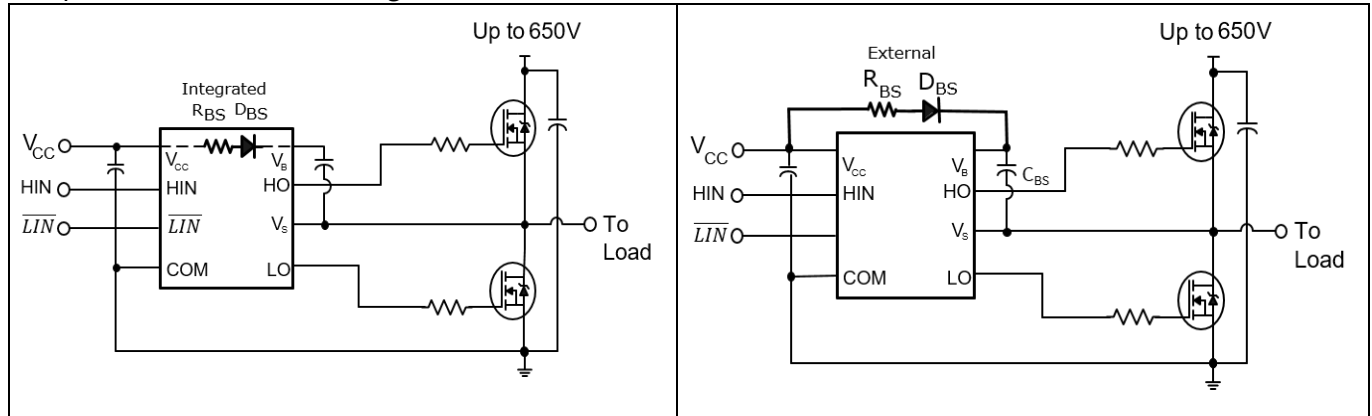 Up to 650V
Integrated
RBS DBS
VCC
VCC
VB
HIN
HIN
HO
LIN
LIN
VS
To
Load
COM
LO
Up to 650V
External
RBS DBS
VCC
VCC
VB
CBS
HIN
HIN
HO
LIN
VS
To
Load
COM
LO